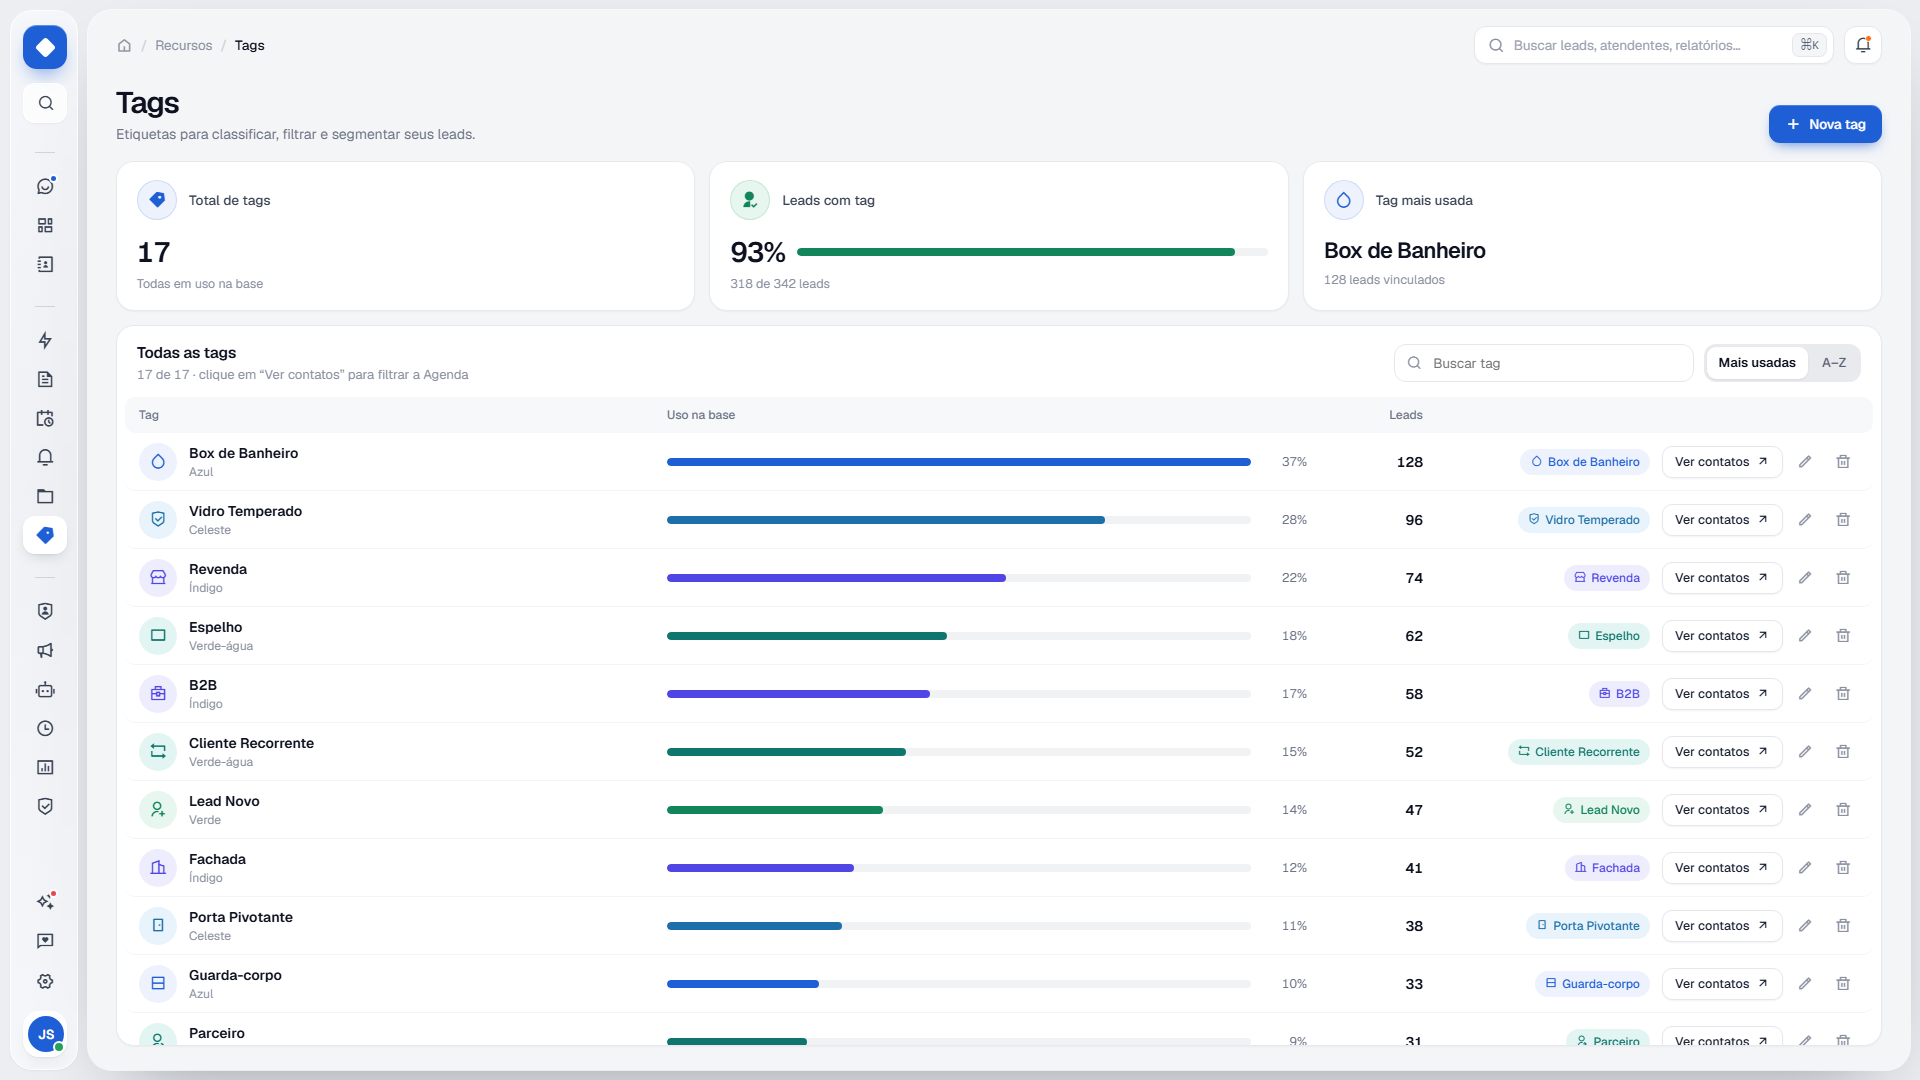 Recursos / Tags
Buscar leads, atendentes, relatórios... ⌘K
Tags
Etiquetas para classificar, filtrar e segmentar seus leads.
+ Nova tag
Total de tags
17
Todas em uso na base
Leads com tag
93%
318 de 342 leads
Tag mais usada
Box de Banheiro
128 leads vinculados
Todas as tags
17 de 17 · clique em “Ver contatos” para filtrar a Agenda
Buscar tag
Mais usadas
A–Z
Tag Uso na base Leads
Box de Banheiro
Azul
37% 128 Box de Banheiro Ver contatos
Vidro Temperado
Celeste
28% 96 Vidro Temperado Ver contatos
Revenda
Índigo
22% 74 Revenda Ver contatos
Espelho
Verde-água
18% 62 Espelho Ver contatos
B2B
Índigo
17% 58 B2B Ver contatos
Cliente Recorrente
Verde-água
15% 52 Cliente Recorrente Ver contatos
Lead Novo
Verde
14% 47 Lead Novo Ver contatos
Fachada
Índigo
12% 41 Fachada Ver contatos
Porta Pivotante
Celeste
11% 38 Porta Pivotante Ver contatos
Guarda-corpo
Azul
10% 33 Guarda-corpo Ver contatos
Parceiro
9% 31 Parceiro Ver contatos
JS